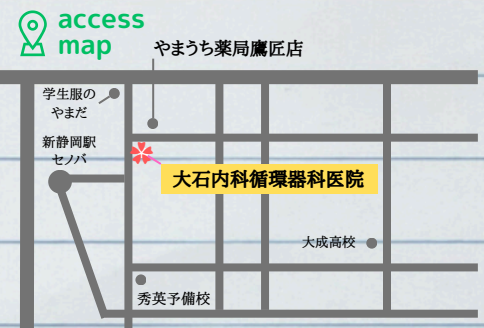 access
map
やまうち薬局鷹匠店
学生服の
やまだ
新静岡駅
セノバ
大石内科循環器科医院
大成高校
秀英予備校